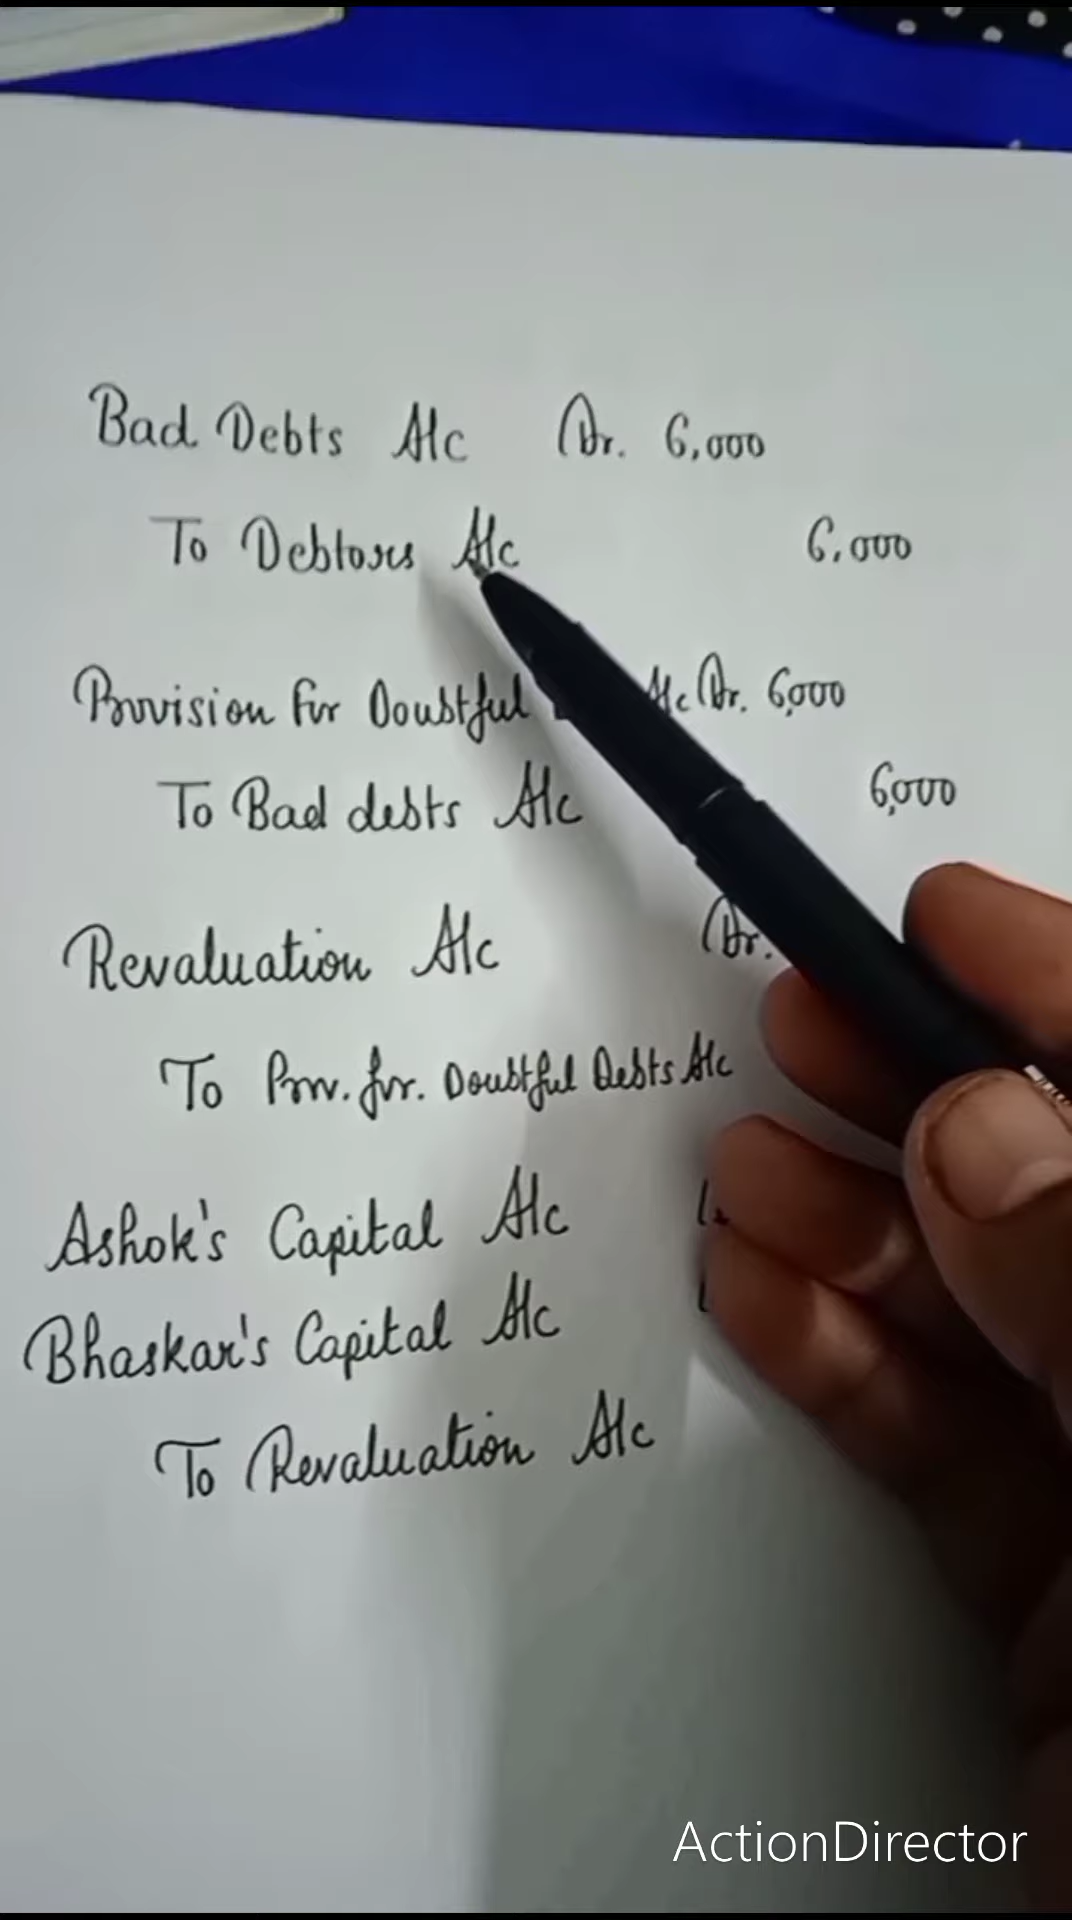 Bad Debts A/c Dr. 6,000
To Debtors A/c 6,000
Provision for Doubtful A/c Dr. 6,000
To Bad debts A/c 6,000
Revaluation A/c Dr.
To Prov. for. Doubtful Debts A/c
Ashok's Capital A/c
Bhaskar's Capital A/c
To Revaluation A/c
ActionDirector